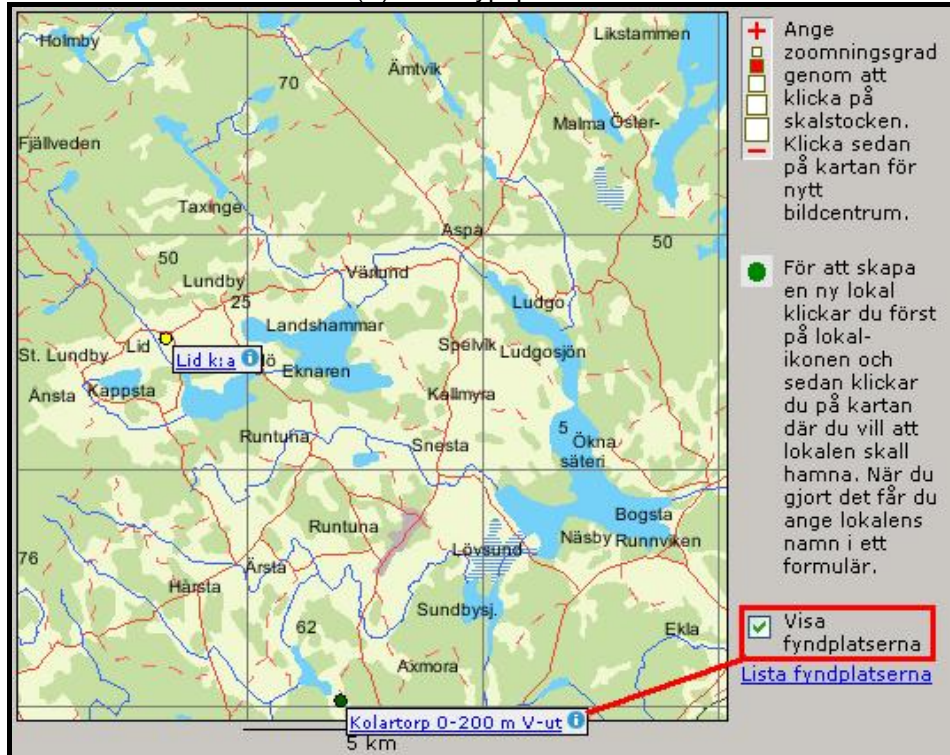 Holmby
Likstammen
Ämtvik
70
Malma Öster-
Fjällveden
Taxinge
Aspa
50
50
Lundby
Värlund
25
Ludgo
Landshammar
Lid
Spelvik
Ludgosjön
St. Lundby
Lid k:a
lö
Eknaren
Ånsta
Kappsta
Källmyra
Runtuna
Snesta
5
Ökna
säteri
Bogsta
Runtuna
Lövsund
Näsby
Runnviken
76
Årsta
Hårsta
Sundbysj.
62
Ekla
Axmora
Kolartorp 0-200 m V-ut
5 km
Ange
zoomningsgrad
genom att
klicka på
skalstocken.
Klicka sedan
på kartan för
nytt
bildcentrum.
För att skapa
en ny lokal
klickar du först
på lokal-
ikonen och
sedan klickar
du på kartan
där du vill att
lokalen skall
hamna. När du
gjort det får du
ange lokalens
namn i ett
formulär.
Visa
fyndplatserna
Lista fyndplatserna